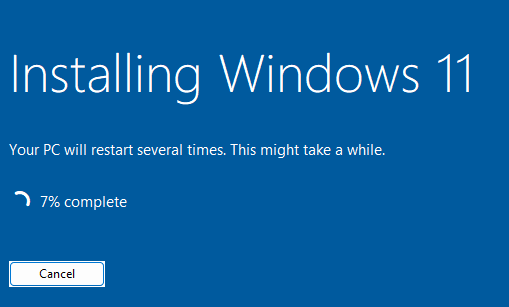 Installing Windows 11
Your PC will restart several times. This might take a while.
7% complete
Cancel